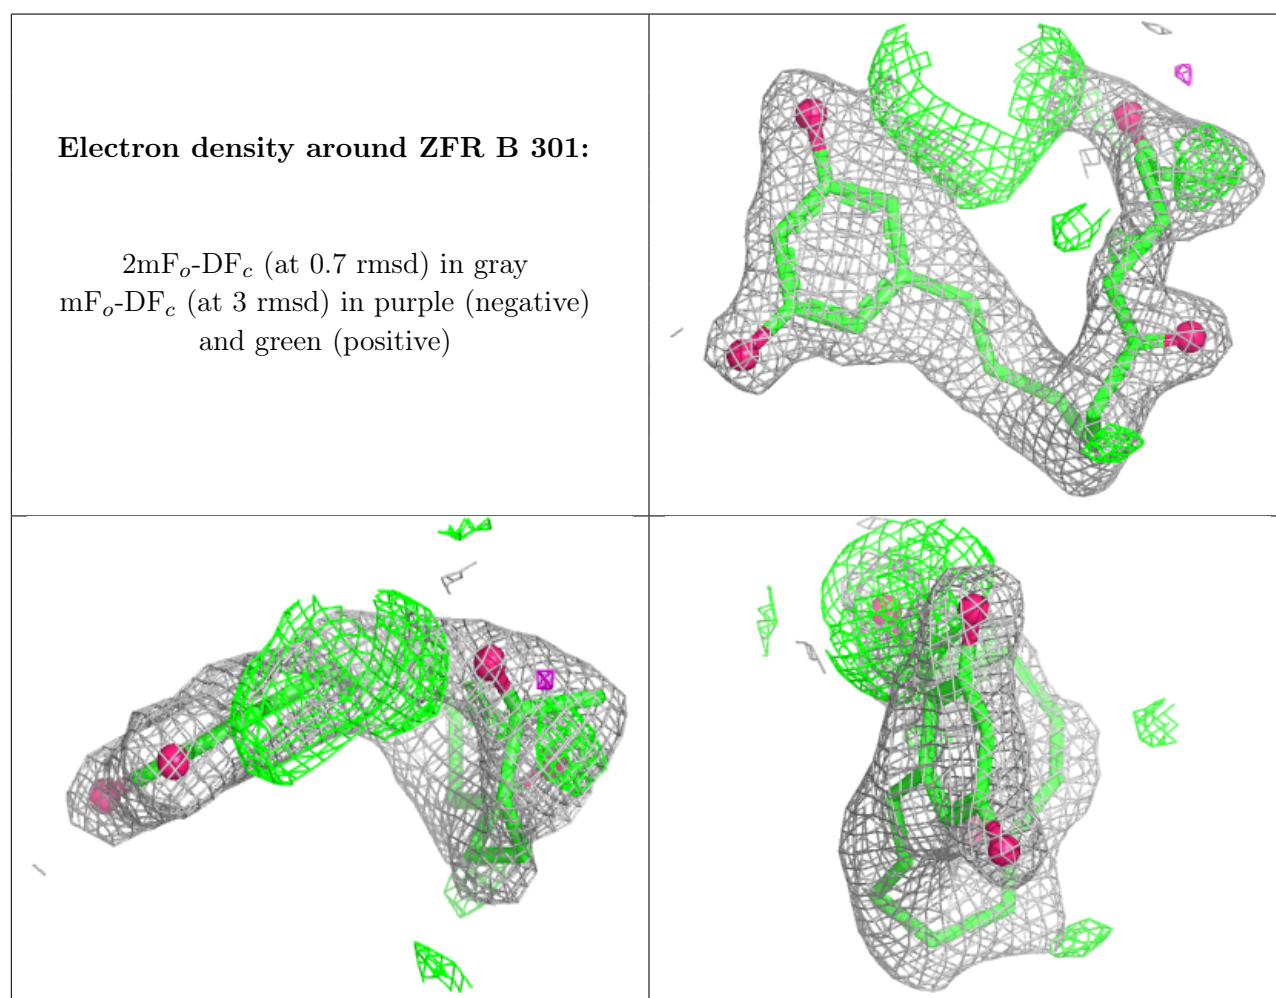 Electron density around ZFR B 301:
2mFo-DFc (at 0.7 rmsd) in gray
mFo-DFc (at 3 rmsd) in purple (negative)
and green (positive)